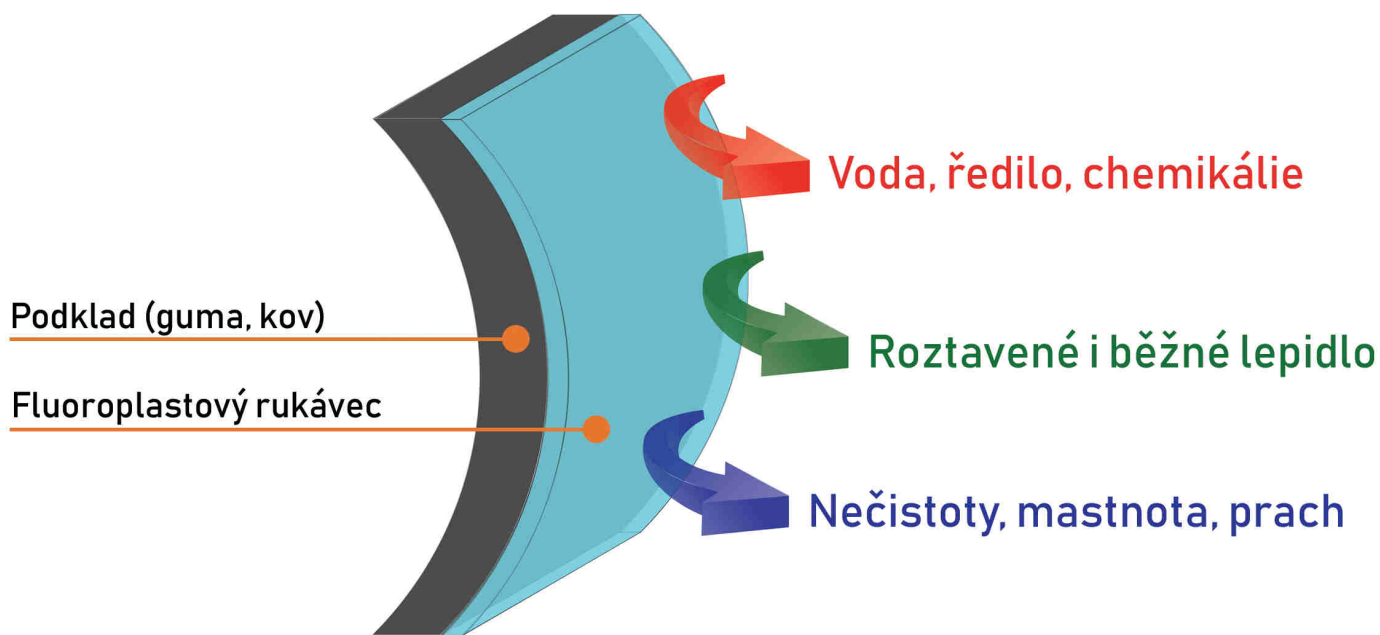 Voda, ředilo, chemikálie
Podklad (guma, kov)
Roztavené i běžné lepidlo
Fluoroplastový rukávec
Nečistoty, mastnota, prach